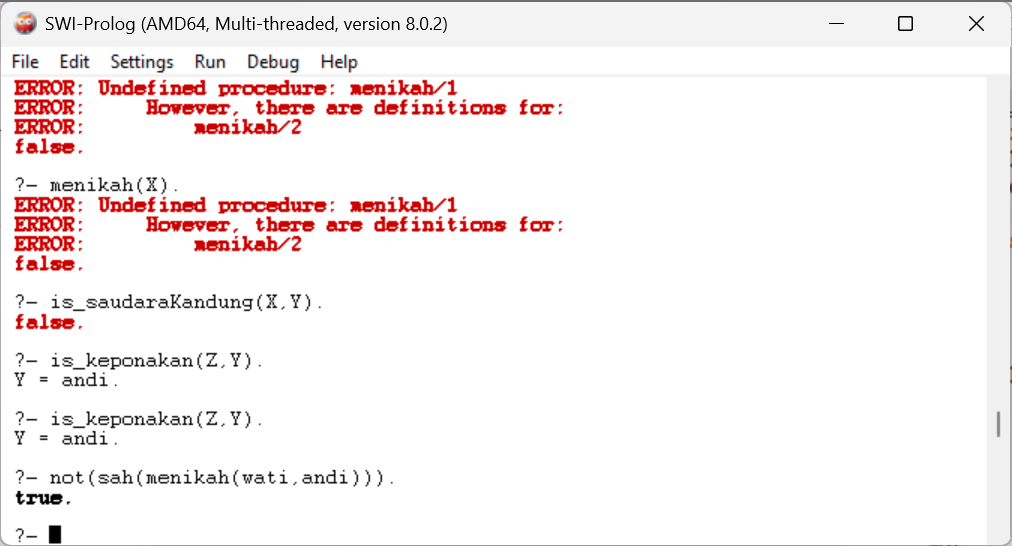 SWI-Prolog (AMD64, Multi-threaded, version 8.0.2)
File Edit Settings Run Debug Help
ERROR: Undefined procedure: menikah/1
ERROR:     However, there are definitions for:
ERROR:         menikah/2
false.
?- menikah(X).
ERROR: Undefined procedure: menikah/1
ERROR:     However, there are definitions for:
ERROR:         menikah/2
false.
?- is_saudaraKandung(X,Y).
false.
?- is_keponakan(Z,Y).
Y = andi.
?- is_keponakan(Z,Y).
Y = andi.
?- not(sah(menikah(wati,andi))).
true.
?-